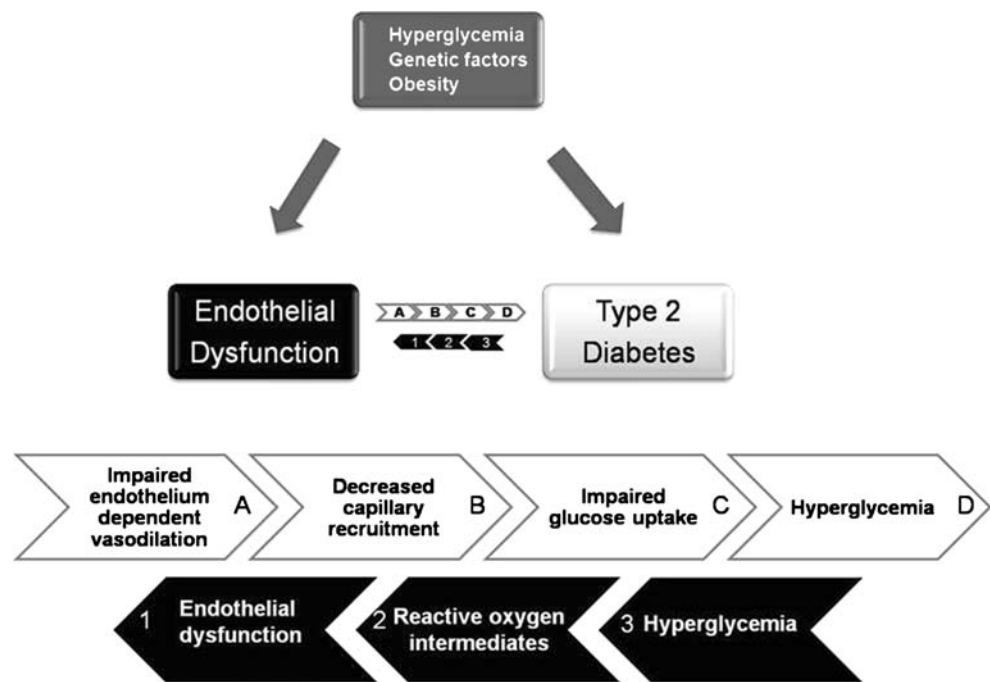 Hyperglycemia
Genetic factors
Obesity
Endothelial
Dysfunction
A B C D
1 2 3
Type 2
Diabetes
Impaired
endothelium
dependent
vasodilation
A
Decreased
capillary
recruitment
B
Impaired
glucose uptake
C
Hyperglycemia D
1 Endothelial
dysfunction
2 Reactive oxygen
intermediates
3 Hyperglycemia